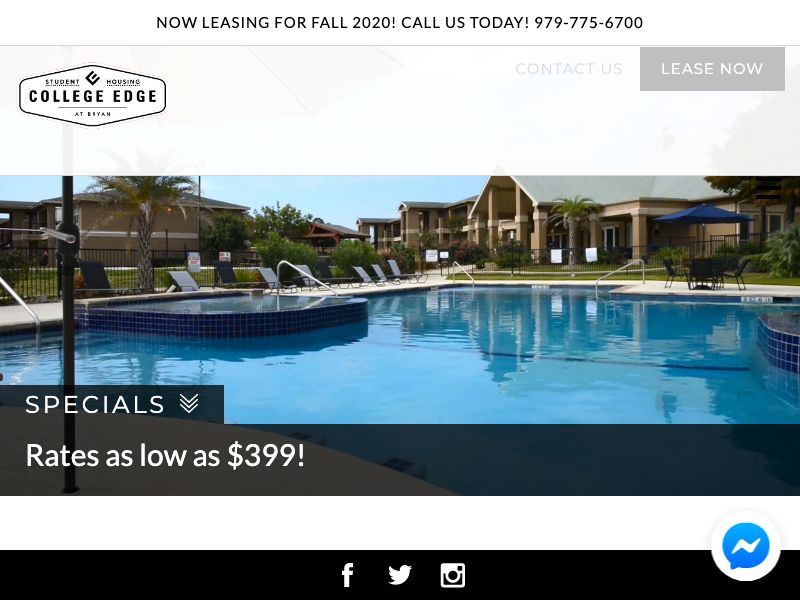 NOW LEASING FOR FALL 2020! CALL US TODAY! 979-775-6700
CONTACT US
LEASE NOW
STUDENT HOUSING
COLLEGE EDGE
AT BRYAN
SPECIALS
Rates as low as $399!